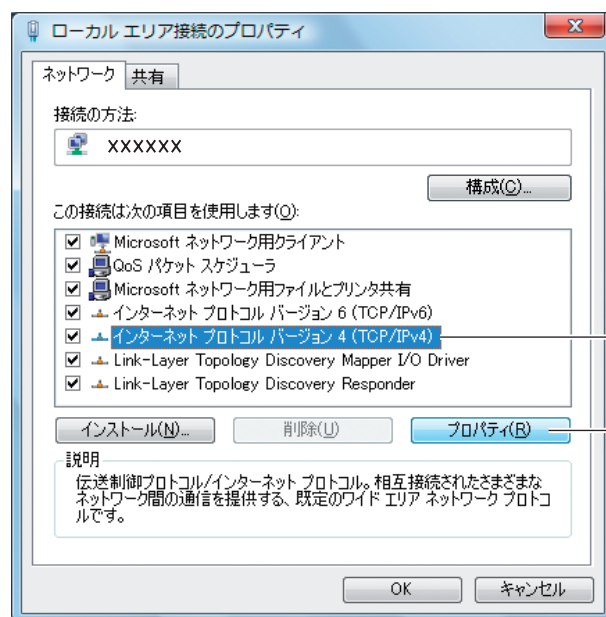 ローカル エリア接続のプロパティ
ネットワーク 共有
接続の方法:
XXXXXX
構成(C)...
この接続は次の項目を使用します(O):
Microsoft ネットワーク用クライアント
QoS パケット スケジューラ
Microsoft ネットワーク用ファイルとプリンタ共有
インターネット プロトコル バージョン 6 (TCP/IPv6)
インターネット プロトコル バージョン 4 (TCP/IPv4)
Link-Layer Topology Discovery Mapper I/O Driver
Link-Layer Topology Discovery Responder
インストール(N)... 削除(U) プロパティ(R)
説明
伝送制御プロトコル/インターネット プロトコル。相互接続されたさまざまな
ネットワーク間の通信を提供する、既定のワイド エリア ネットワーク プロトコ
ルです。
OK キャンセル